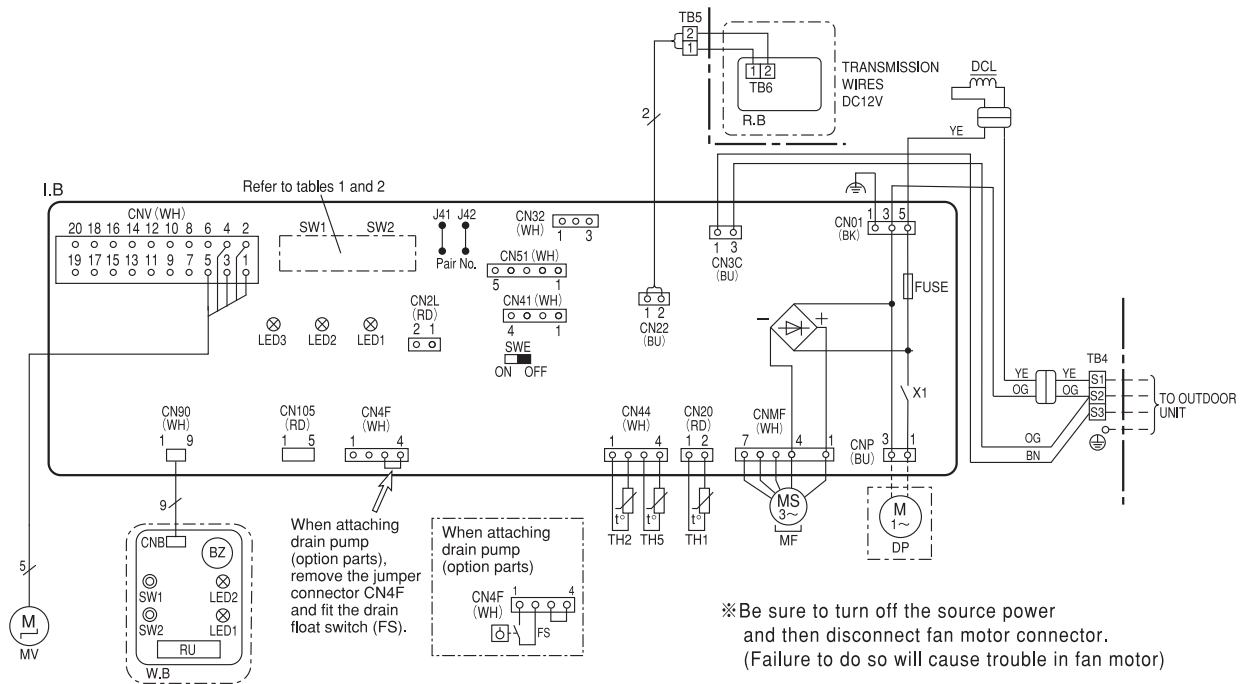 TB5
2
1
1 2
TB6
R.B
TRANSMISSION
WIRES
DC12V
DCL
YE
2
I.B
Refer to tables 1 and 2
CNV (WH)
20 18 16 14 12 10 8 6 4 2
19 17 15 13 11 9 7 5 3 1
SW1 SW2
J41 J42
Pair No.
CN32
(WH)
1 3
CN51 (WH)
5 1
CN41 (WH)
4 1
SWE
ON OFF
CN2L
(RD)
2 1
LED3 LED2 LED1
1 2
CN22
(BU)
1 3
CN3C
(BU)
1 3 5
CN01
(BK)
FUSE
− +
X1
TB4
YE YE S1
OG OG S2
S3
TO OUTDOOR
UNIT
OG
BN
CN90
(WH)
1 9
CN105
(RD)
1 5
CN4F
(WH)
1 4
CN44
(WH)
1 4
CN20
(RD)
1 2
CNMF
(WH)
7 4 1
CNP
(BU)
3 1
t° t° t°
TH2 TH5 TH1
MS
3~
MF
M
1~
DP
9
CNB
BZ
SW1
LED2
SW2
LED1
RU
W.B
5
M
MV
When attaching
drain pump
(option parts),
remove the jumper
connector CN4F
and fit the drain
float switch (FS).
When attaching
drain pump
(option parts)
CN4F
(WH)
1 4
FS
※Be sure to turn off the source power
and then disconnect fan motor connector.
(Failure to do so will cause trouble in fan motor)